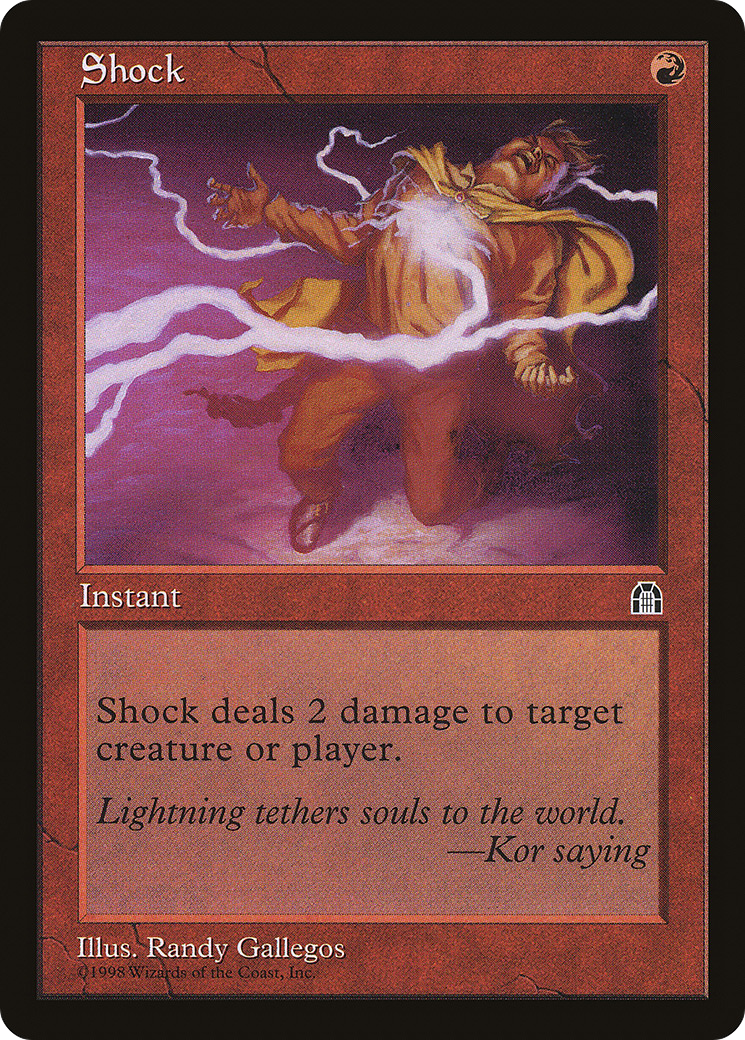 Shock
Instant
Shock deals 2 damage to target
creature or player.
Lightning tethers souls to the world.
—Kor saying
Illus. Randy Gallegos
©1998 Wizards of the Coast, Inc.